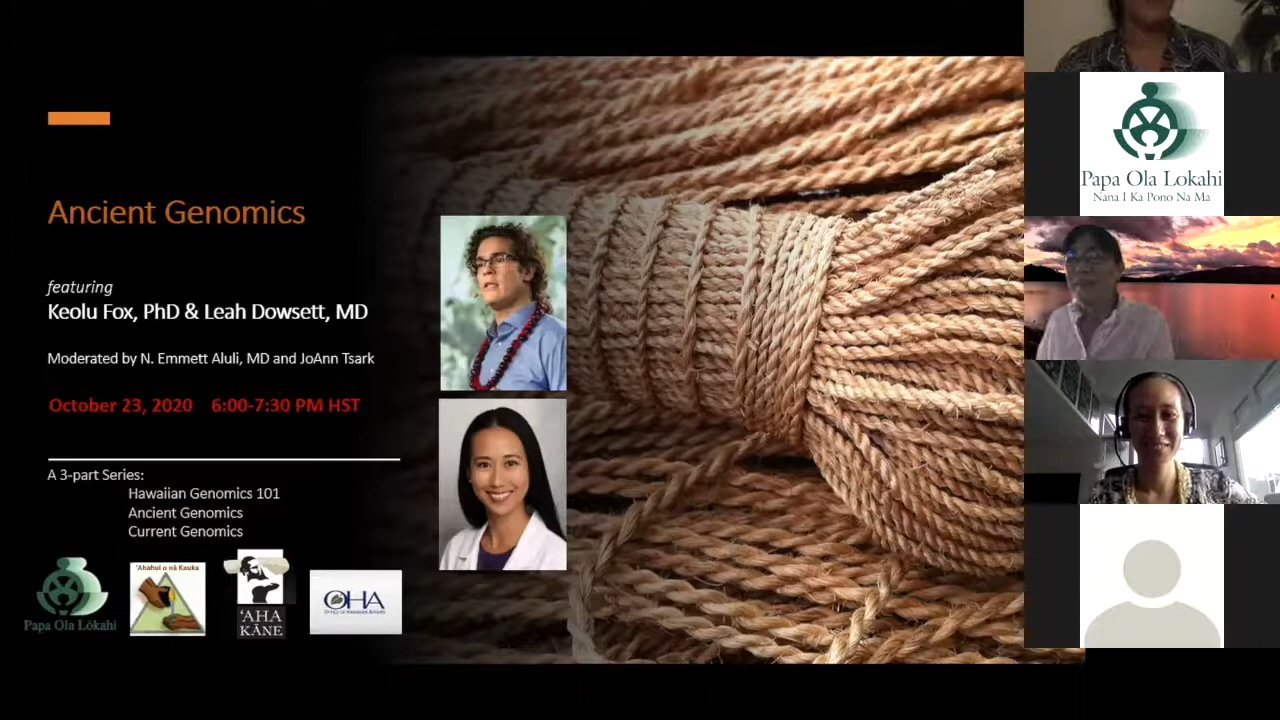 Ancient Genomics
featuring
Keolu Fox, PhD & Leah Dowsett, MD
Moderated by N. Emmett Aluli, MD and JoAnn Tsark
October 23, 2020 6:00-7:30 PM HST
A 3-part Series:
Hawaiian Genomics 101
Ancient Genomics
Current Genomics
Papa Ola Lōkahi
ʻAhahui o nā Kauka
ʻAHA
KĀNE
OHA
Papa Ola Lokahi
Nana I Ka Pono Na Ma